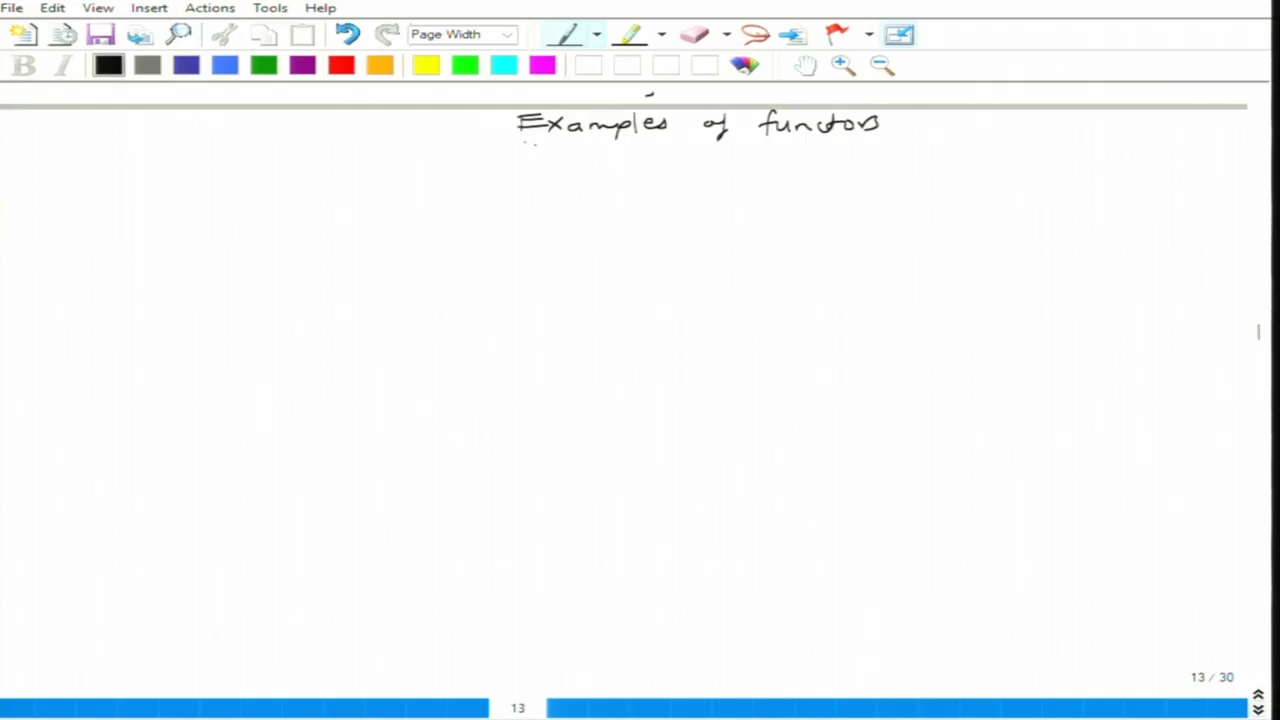 File Edit View Insert Actions Tools Help
Page Width
B I
Examples of functors
13 / 30
13